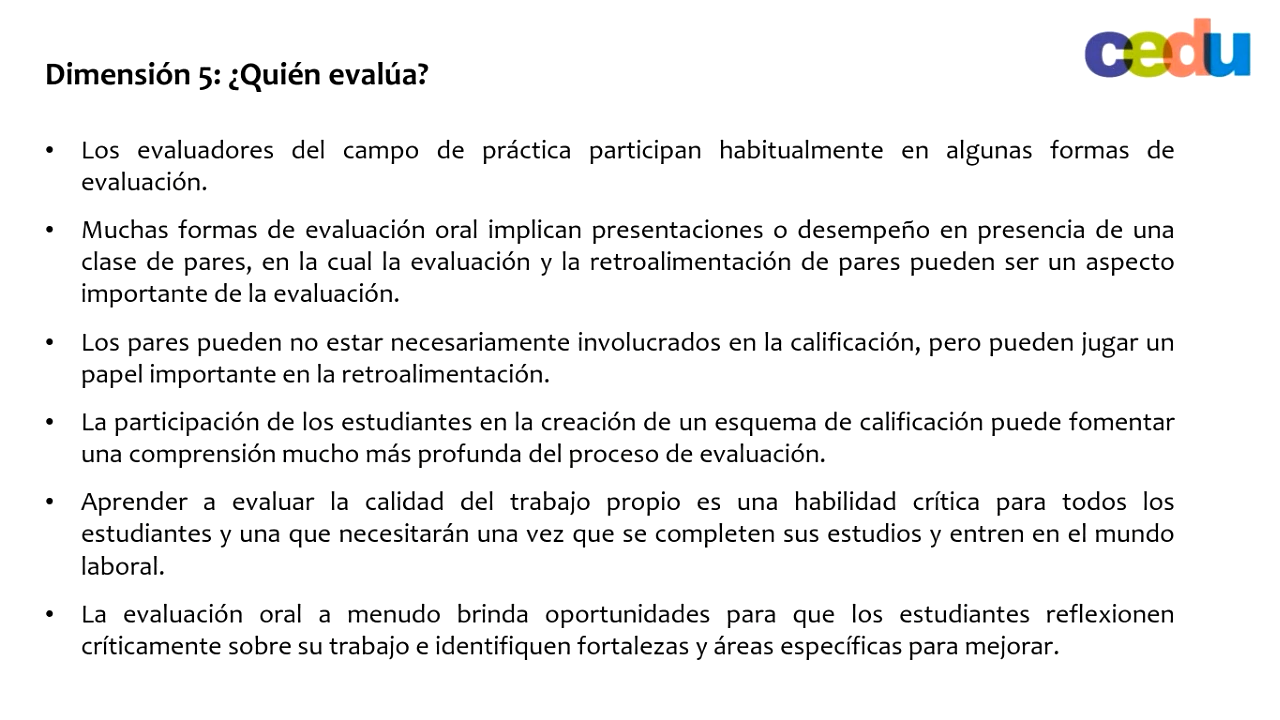 cedu
Dimensión 5: ¿Quién evalúa?
• Los evaluadores del campo de práctica participan habitualmente en algunas formas de
evaluación.
• Muchas formas de evaluación oral implican presentaciones o desempeño en presencia de una
clase de pares, en la cual la evaluación y la retroalimentación de pares pueden ser un aspecto
importante de la evaluación.
• Los pares pueden no estar necesariamente involucrados en la calificación, pero pueden jugar un
papel importante en la retroalimentación.
• La participación de los estudiantes en la creación de un esquema de calificación puede fomentar
una comprensión mucho más profunda del proceso de evaluación.
• Aprender a evaluar la calidad del trabajo propio es una habilidad crítica para todos los
estudiantes y una que necesitarán una vez que se completen sus estudios y entren en el mundo
laboral.
• La evaluación oral a menudo brinda oportunidades para que los estudiantes reflexionen
críticamente sobre su trabajo e identifiquen fortalezas y áreas específicas para mejorar.